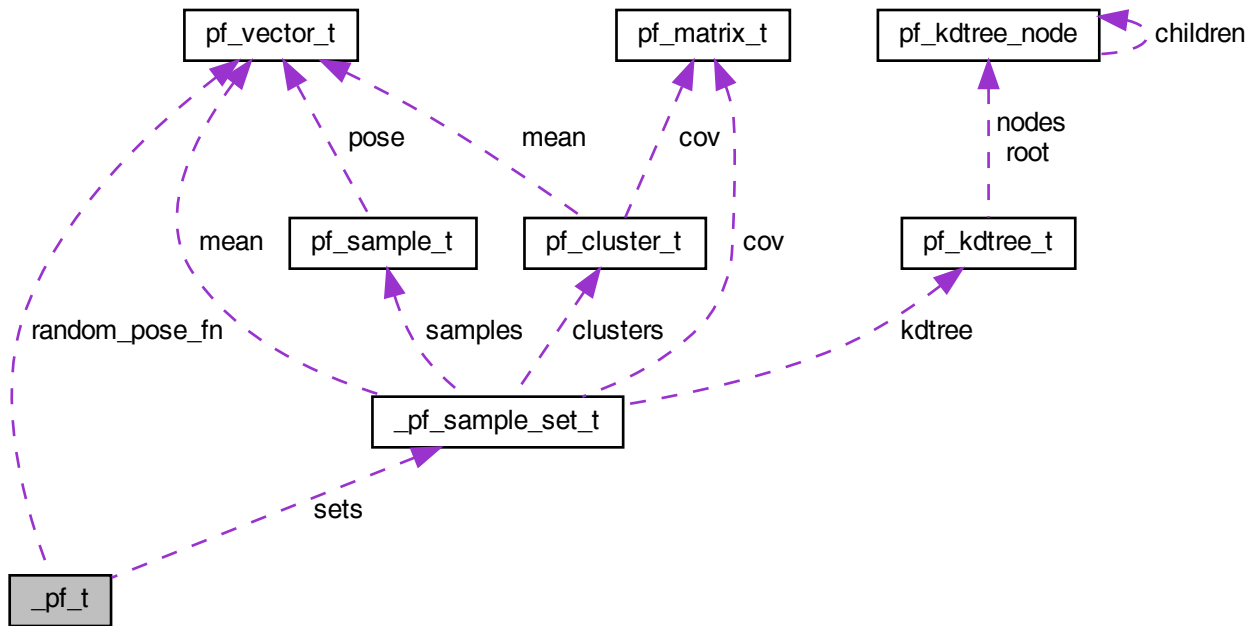 pf_vector_t
pf_matrix_t
pf_kdtree_node
children
pose
mean
cov
nodes
root
mean
pf_sample_t
pf_cluster_t
cov
pf_kdtree_t
random_pose_fn
samples
clusters
kdtree
_pf_sample_set_t
sets
_pf_t